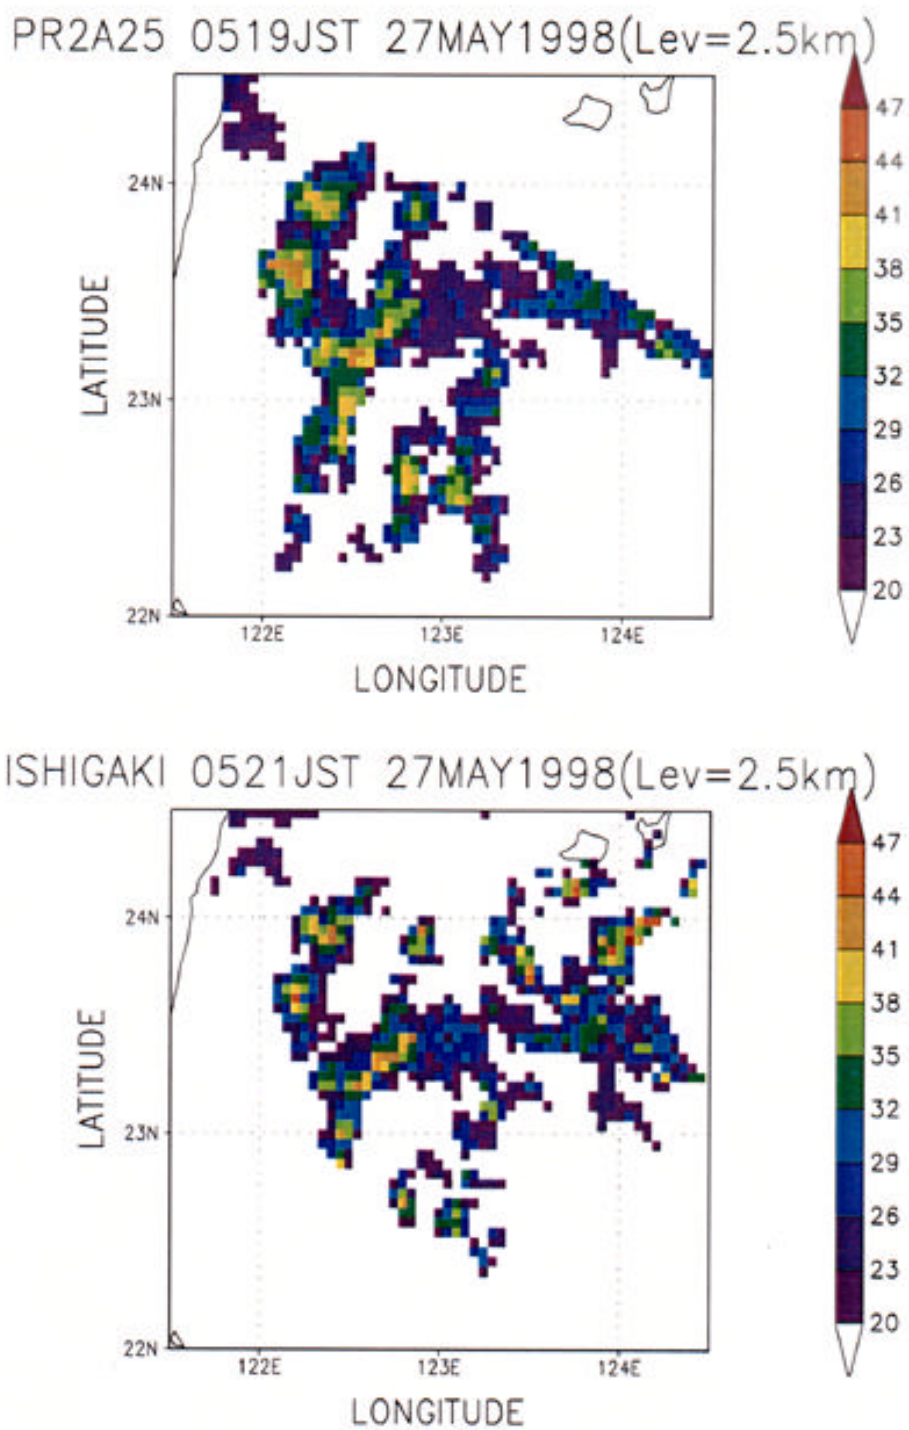 PR2A25 0519JST 27MAY1998(Lev=2.5km)
47
44
41
38
35
32
29
26
23
20
24N
23N
22N
LATITUDE
122E 123E 124E
LONGITUDE
ISHIGAKI 0521JST 27MAY1998(Lev=2.5km)
47
44
41
38
35
32
29
26
23
20
24N
23N
22N
LATITUDE
122E 123E 124E
LONGITUDE